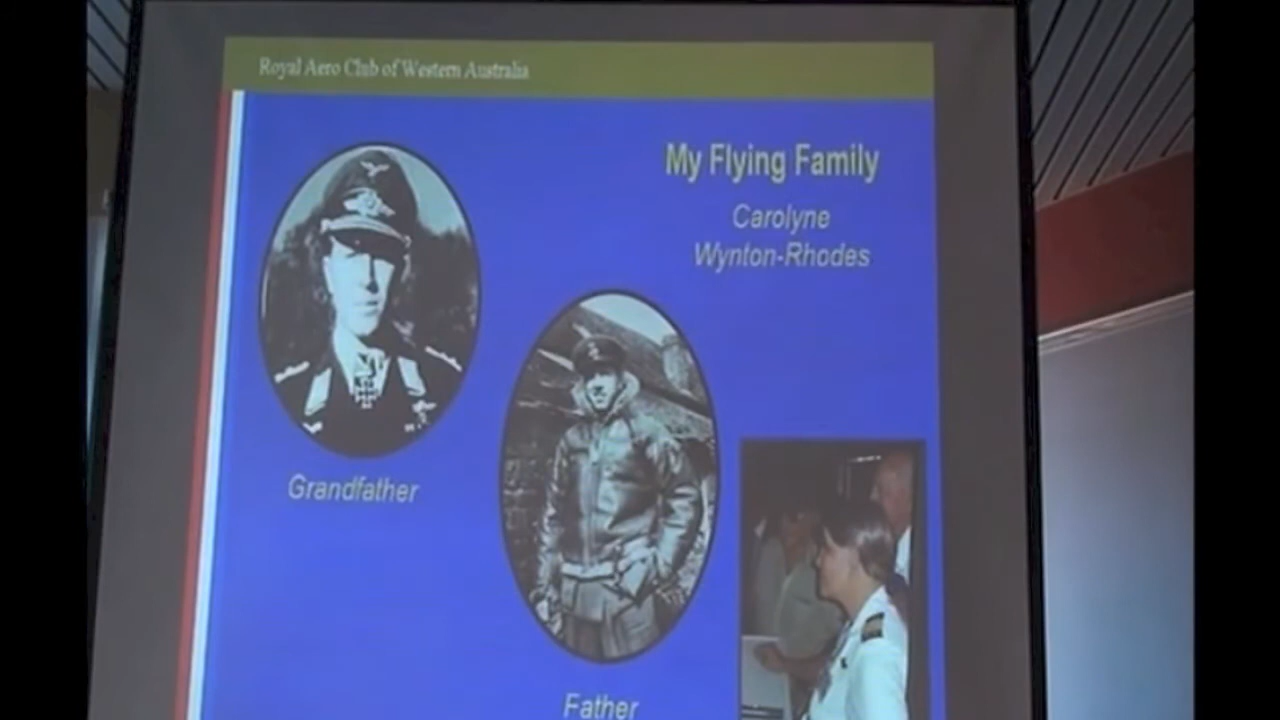 Royal Aero Club of Western Australia
My Flying Family
Carolyne
Wynton-Rhodes
Grandfather
Father